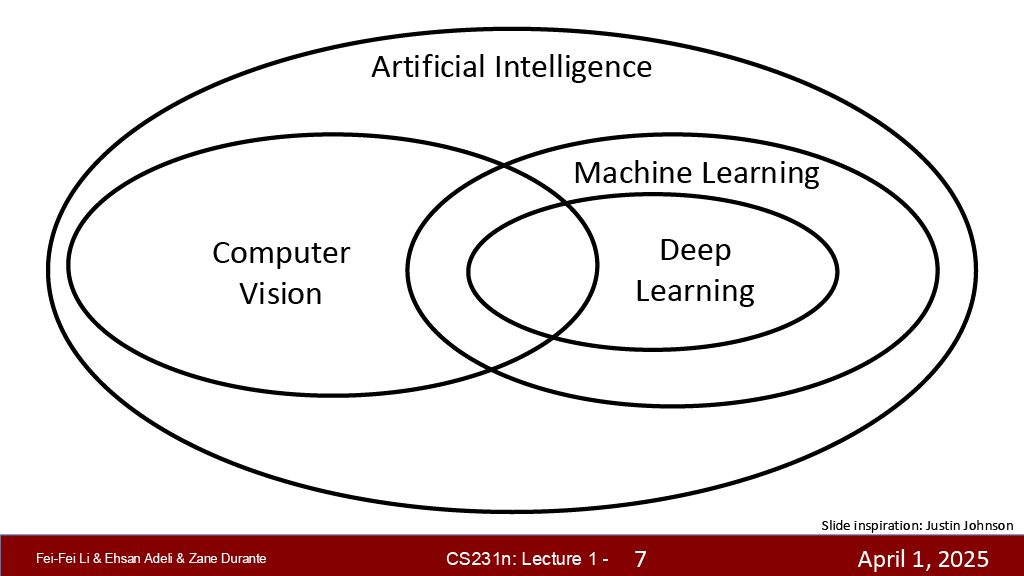 Artificial Intelligence
Machine Learning
Computer
Vision
Deep
Learning
Slide inspiration: Justin Johnson
Fei-Fei Li & Ehsan Adeli & Zane Durante
CS231n: Lecture 1 - 7
April 1, 2025